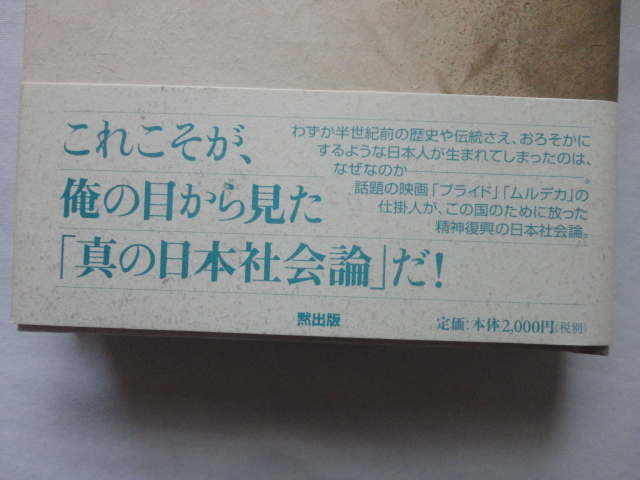 これこそが、
俺の目から見た
「真の日本社会論」だ！
わずか半世紀前の歴史や伝統さえ、おろそかに
するような日本人が生まれてしまったのは、
なぜなのか――――――――。
話題の映画「プライド」「ムルデカ」の
仕掛人が、この国のために放った
精神復興の日本社会論。
黙出版
定価：本体2,000円（税別）